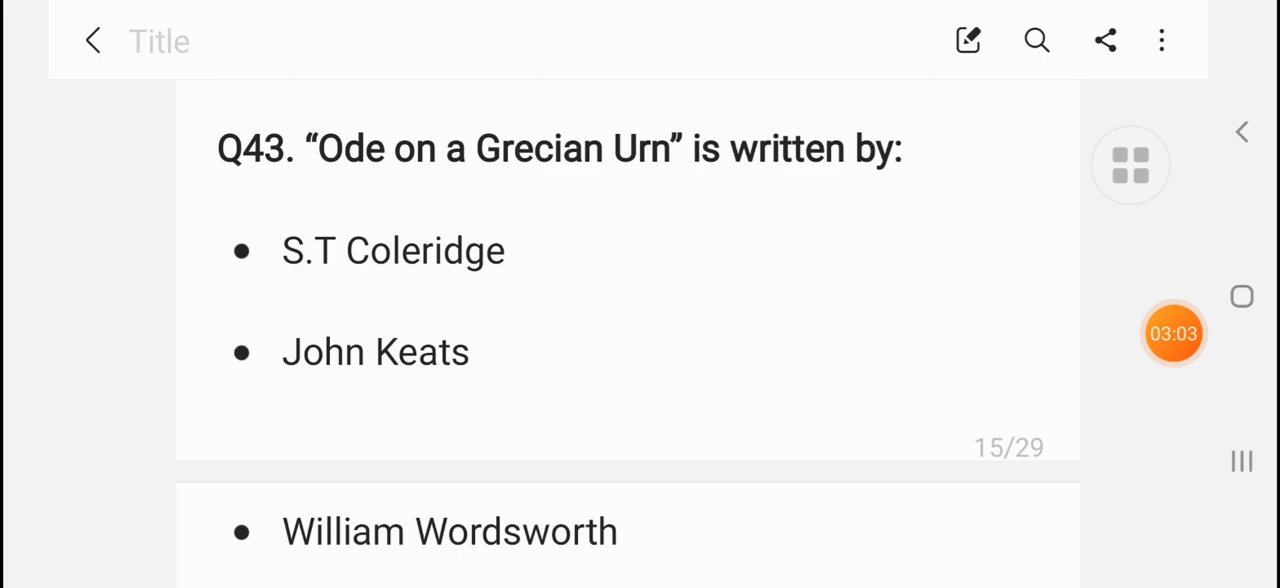 Title
Q43. “Ode on a Grecian Urn” is written by:
● S.T Coleridge
● John Keats
03:03
15/29
● William Wordsworth